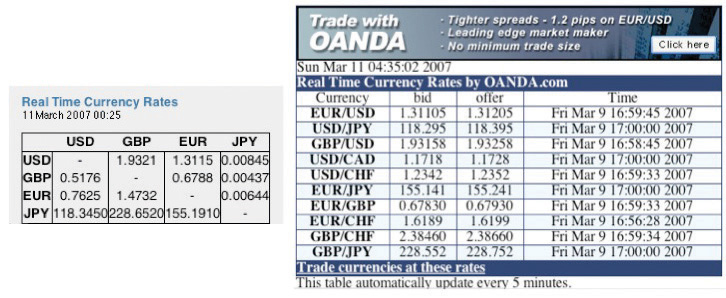 Real Time Currency Rates
11 March 2007 00:25
USD GBP EUR JPY
USD - 1.9321 1.3115 0.00845
GBP 0.5176 - 0.6788 0.00437
EUR 0.7625 1.4732 - 0.00644
JPY 118.3450 228.6520 155.1910 -
Trade with
OANDA
· Tighter spreads - 1.2 pips on EUR/USD
· Leading edge market maker
· No minimum trade size
Click here
Sun Mar 11 04:35:02 2007
Real Time Currency Rates by OANDA.com
Currency bid offer Time
EUR/USD 1.31105 1.31205 Fri Mar 9 16:59:45 2007
USD/JPY 118.295 118.395 Fri Mar 9 17:00:00 2007
GBP/USD 1.93158 1.93258 Fri Mar 9 16:58:45 2007
USD/CAD 1.1718 1.1728 Fri Mar 9 17:00:00 2007
USD/CHF 1.2342 1.2352 Fri Mar 9 16:59:33 2007
EUR/JPY 155.141 155.241 Fri Mar 9 17:00:00 2007
EUR/GBP 0.67830 0.67930 Fri Mar 9 16:59:33 2007
EUR/CHF 1.6189 1.6199 Fri Mar 9 16:56:28 2007
GBP/CHF 2.38460 2.38660 Fri Mar 9 16:59:34 2007
GBP/JPY 228.552 228.752 Fri Mar 9 17:00:00 2007
Trade currencies at these rates
This table automatically update every 5 minutes.